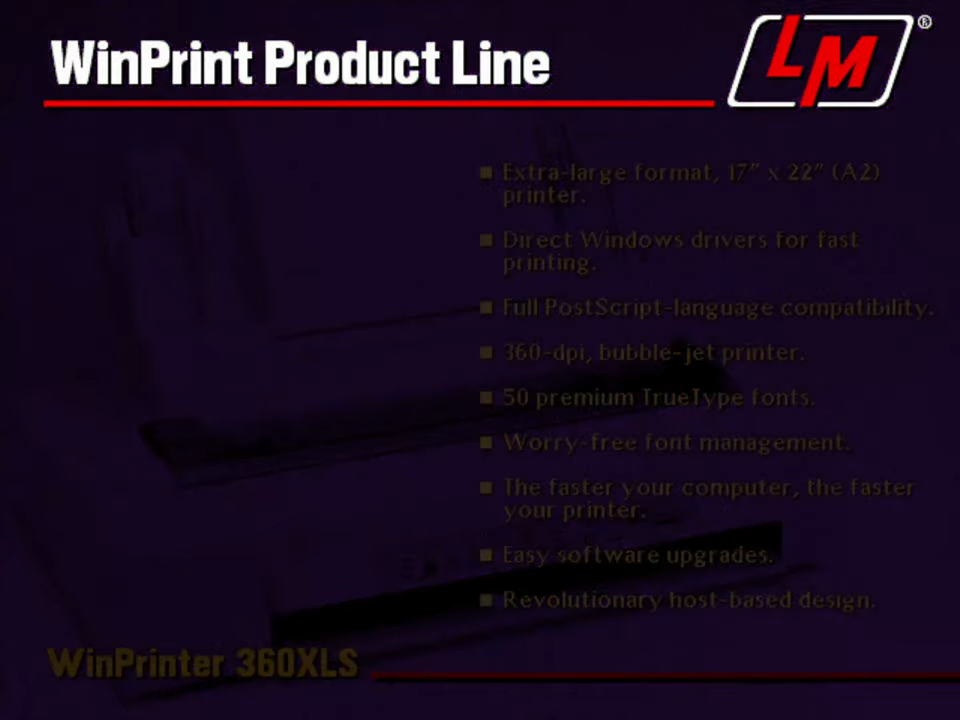 WinPrint Product Line
LM®
■ Extra-large format, 17" x 22" (A2)
printer.
■ Direct Windows drivers for fast
printing.
■ Full PostScript-language compatibility.
■ 360-dpi, bubble-jet printer.
■ 50 premium TrueType fonts.
■ Worry-free font management.
■ The faster your computer, the faster
your printer.
■ Easy software upgrades.
■ Revolutionary host-based design.
WinPrinter 360XLS